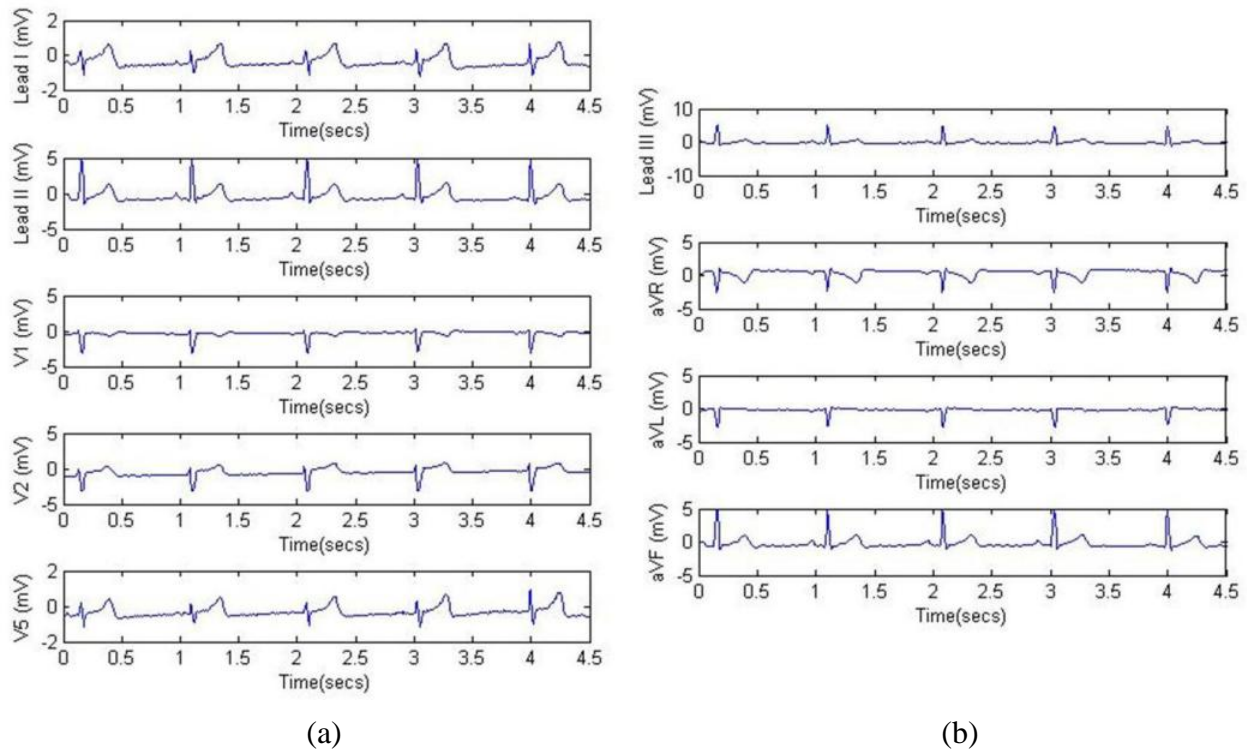 Lead I (mV)
2
0
-2
0 0.5 1 1.5 2 2.5 3 3.5 4 4.5
Time(secs)
Lead II (mV)
5
0
-5
0 0.5 1 1.5 2 2.5 3 3.5 4 4.5
Time(secs)
V1 (mV)
5
0
-5
0 0.5 1 1.5 2 2.5 3 3.5 4 4.5
Time(secs)
V2 (mV)
5
0
-5
0 0.5 1 1.5 2 2.5 3 3.5 4 4.5
Time(secs)
V5 (mV)
2
0
-2
0 0.5 1 1.5 2 2.5 3 3.5 4 4.5
Time(secs)
(a)
Lead III (mV)
10
0
-10
0 0.5 1 1.5 2 2.5 3 3.5 4 4.5
Time(secs)
aVR (mV)
5
0
-5
0 0.5 1 1.5 2 2.5 3 3.5 4 4.5
Time(secs)
aVL (mV)
5
0
-5
0 0.5 1 1.5 2 2.5 3 3.5 4 4.5
Time(secs)
aVF (mV)
5
0
-5
0 0.5 1 1.5 2 2.5 3 3.5 4 4.5
Time(secs)
(b)